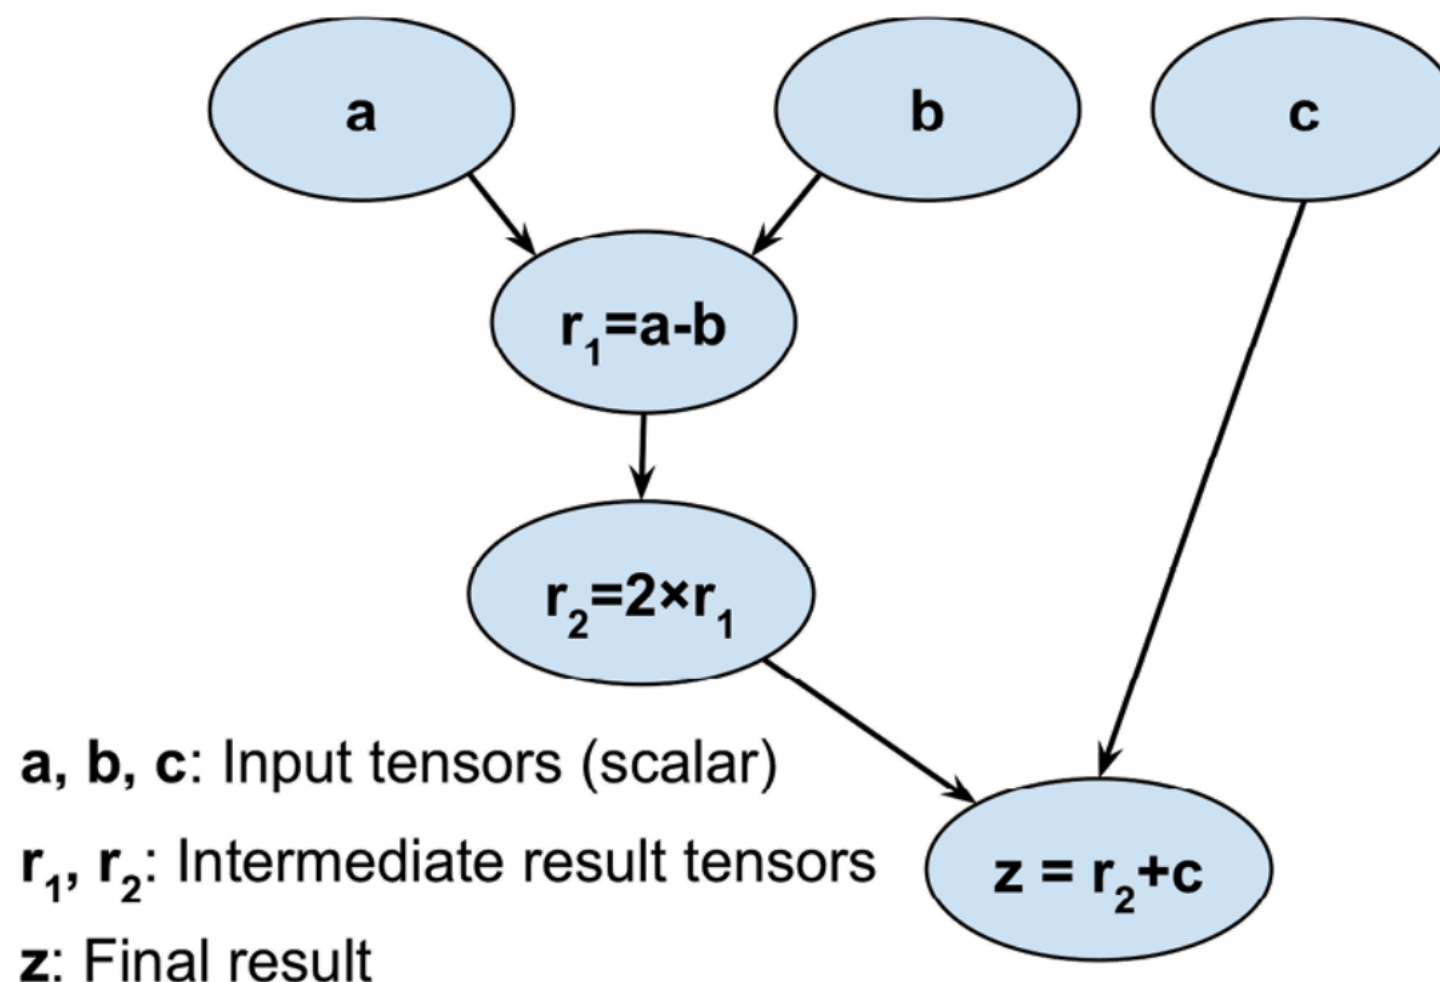 a
b
c
r₁=a-b
r₂=2×r₁
a, b, c: Input tensors (scalar)
r₁, r₂: Intermediate result tensors
z = r₂+c
z: Final result